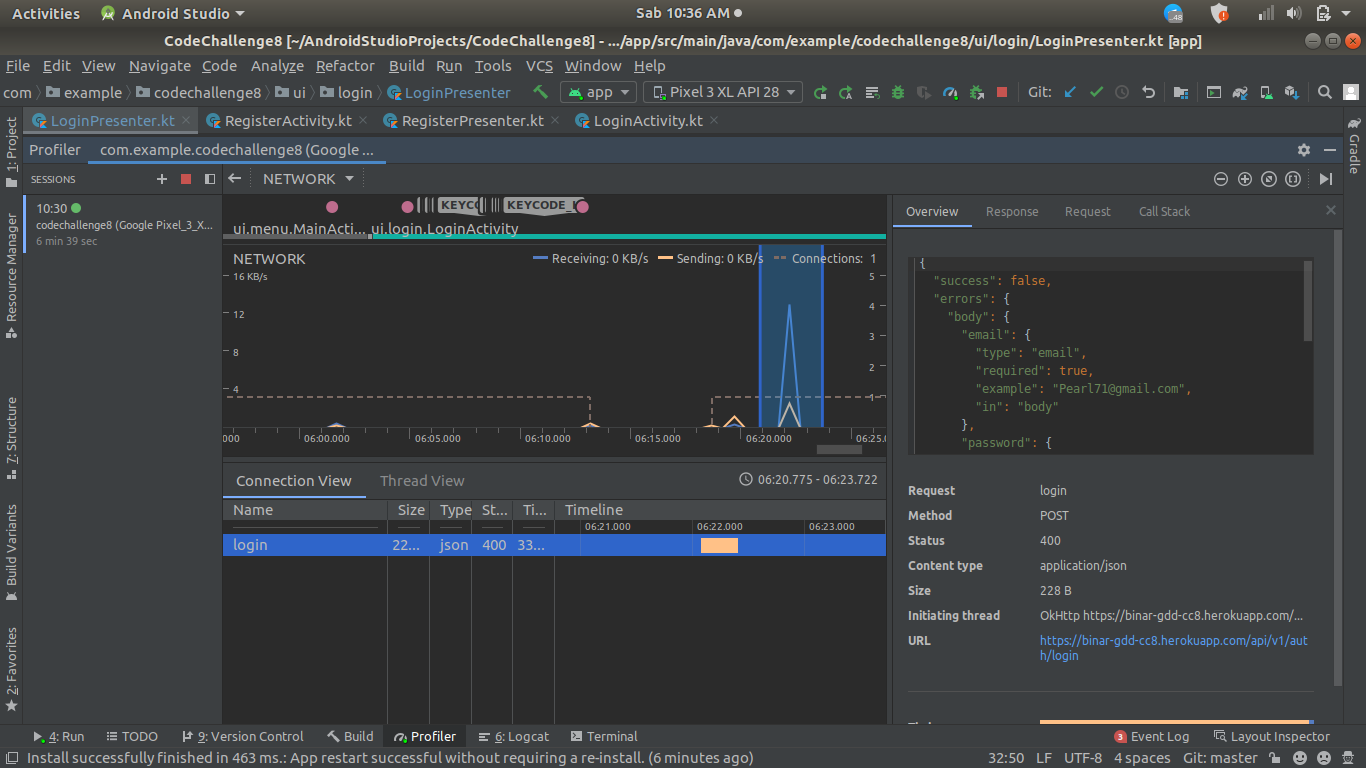 Activities
Android Studio
Sab 10:36 AM
48
CodeChallenge8 [~/AndroidStudioProjects/CodeChallenge8] - .../app/src/main/java/com/example/codechallenge8/ui/login/LoginPresenter.kt [app]
File Edit View Navigate Code Analyze Refactor Build Run Tools VCS Window Help
com example codechallenge8 ui login LoginPresenter
app
Pixel 3 XL API 28
Git:
LoginPresenter.kt
RegisterActivity.kt
RegisterPresenter.kt
LoginActivity.kt
1: Project
Resource Manager
7: Structure
Build Variants
2: Favorites
Gradle
Profiler
com.example.codechallenge8 (Google ...
SESSIONS
NETWORK
10:30
codechallenge8 (Google Pixel_3_X...
6 min 39 sec
KEYCO
KEYCODE_
ui.menu.MainActi...
ui.login.LoginActivity
NETWORK
Receiving: 0 KB/s
Sending: 0 KB/s
Connections: 1
16 KB/s
12
8
4
5
4
3
2
1
000
06:00.000
06:05.000
06:10.000
06:15.000
06:20.000
06:25.0
Connection View
Thread View
06:20.775 - 06:23.722
Name
Size
Type
St...
Ti...
Timeline
06:21.000
06:22.000
06:23.000
login
22...
json
400
33...
Overview
Response
Request
Call Stack
{
"success": false,
"errors": {
"body": {
"email": {
"type": "email",
"required": true,
"example": "Pearl71@gmail.com",
"in": "body"
},
"password": {
Request login
Method POST
Status 400
Content type application/json
Size 228 B
Initiating thread OkHttp https://binar-gdd-cc8.herokuapp.com/...
URL https://binar-gdd-cc8.herokuapp.com/api/v1/aut
h/login
4: Run
TODO
9: Version Control
Build
Profiler
6: Logcat
Terminal
3 Event Log
Layout Inspector
Install successfully finished in 463 ms.: App restart successful without requiring a re-install. (6 minutes ago)
32:50
LF
UTF-8
4 spaces
Git: master